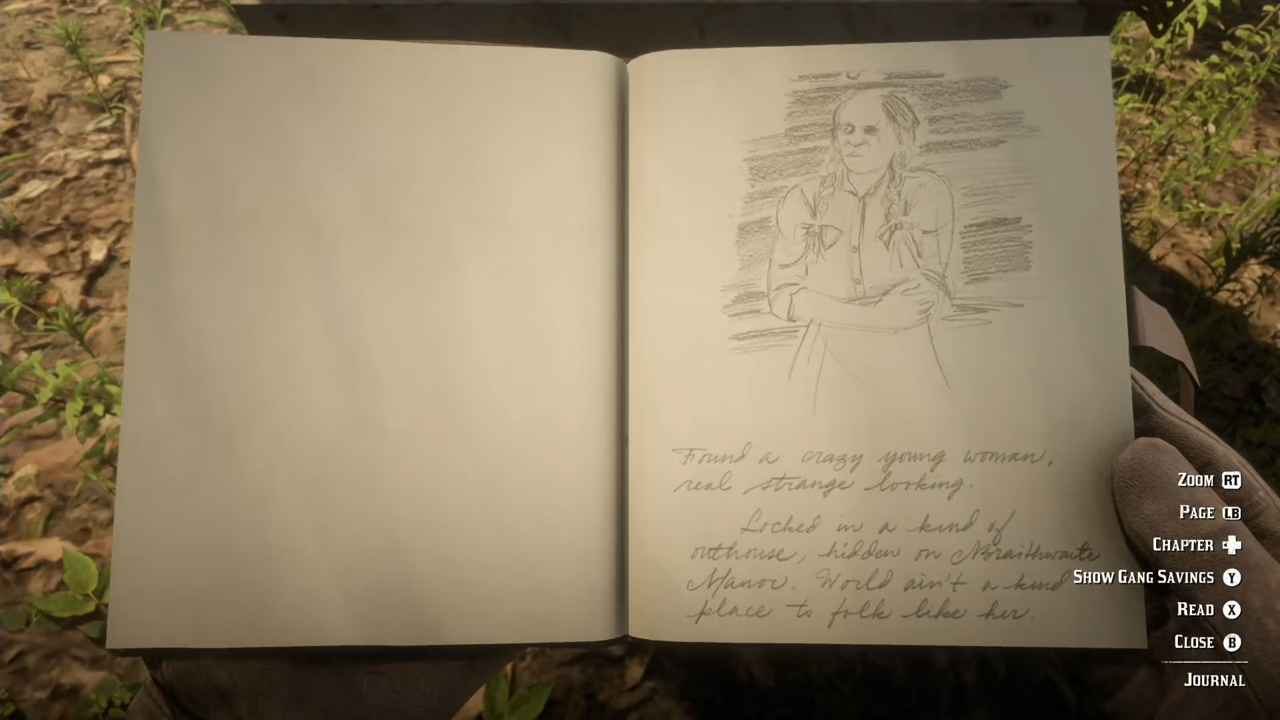 Found a crazy young woman,
real strange looking.
Locked in a kind of
outhouse, hidden on Braithwaite
Manor. World ain't a kind
place to folk like her.
ZOOM RT
PAGE LB
CHAPTER
SHOW GANG SAVINGS Y
READ X
CLOSE B
JOURNAL